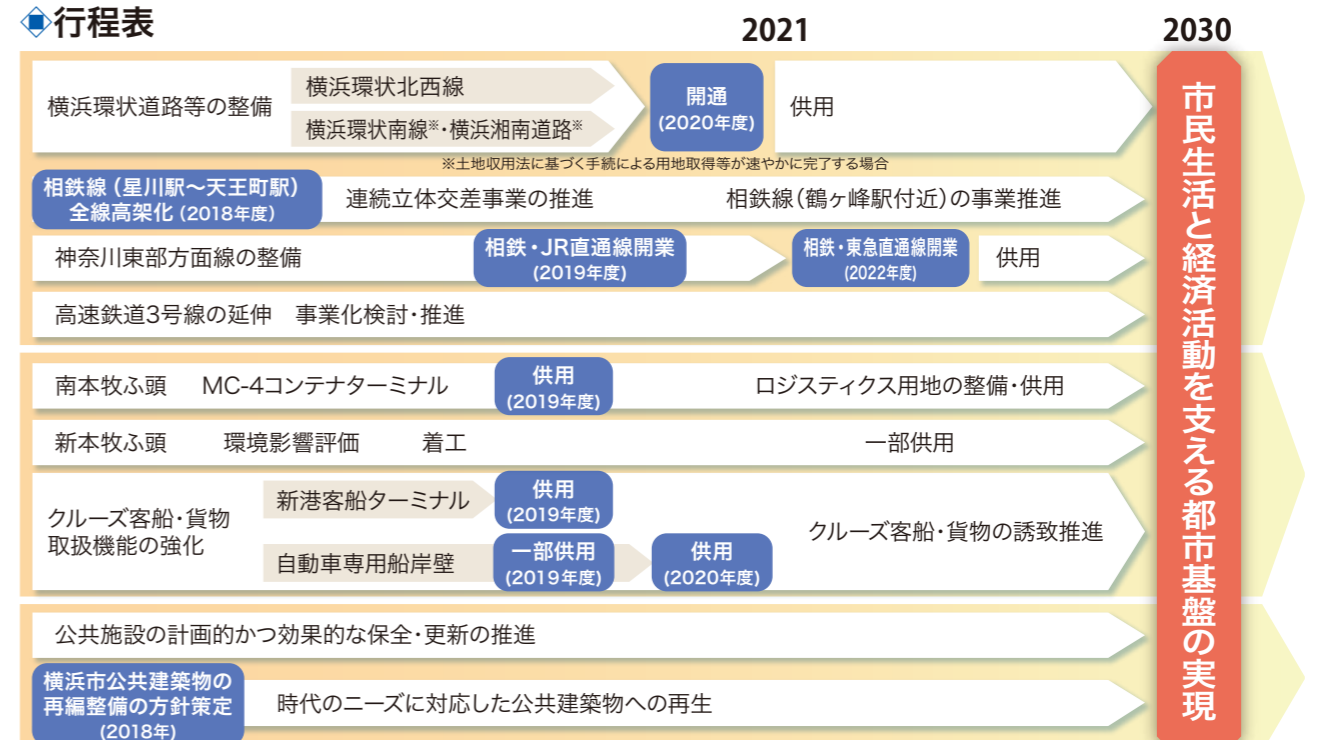 行程表
2021
2030
横浜環状道路等の整備
横浜環状北西線
横浜環状南線※・横浜湘南道路※
開通
(2020年度)
供用
※土地収用法に基づく手続による用地取得等が速やかに完了する場合
相鉄線(星川駅～天王町駅)
全線高架化(2018年度)
連続立体交差事業の推進
相鉄線(鶴ヶ峰駅付近)の事業推進
神奈川東部方面線の整備
相鉄・JR直通線開業
(2019年度)
相鉄・東急直通線開業
(2022年度)
供用
高速鉄道3号線の延伸 事業化検討・推進
南本牧ふ頭 MC-4コンテナターミナル
供用
(2019年度)
ロジスティクス用地の整備・供用
新本牧ふ頭 環境影響評価 着工 一部供用
クルーズ客船・貨物
取扱機能の強化
新港客船ターミナル
供用
(2019年度)
自動車専用船岸壁
一部供用
(2019年度)
供用
(2020年度)
クルーズ客船・貨物の誘致推進
公共施設の計画的かつ効果的な保全・更新の推進
横浜市公共建築物の
再編整備の方針策定
(2018年)
時代のニーズに対応した公共建築物への再生
市民生活と経済活動を支える都市基盤の実現